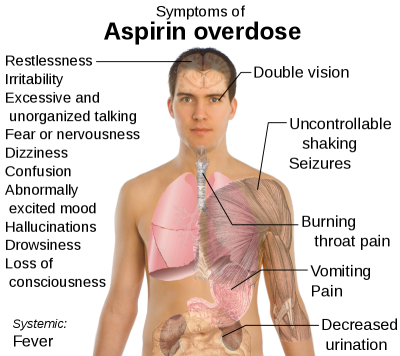 Symptoms of
Aspirin overdose
Restlessness
Irritability
Excessive and
unorganized talking
Fear or nervousness
Dizziness
Confusion
Abnormally
excited mood
Hallucinations
Drowsiness
Loss of
consciousness
Systemic:
Fever
Double vision
Uncontrollable
shaking
Seizures
Burning
throat pain
Vomiting
Pain
Decreased
urination